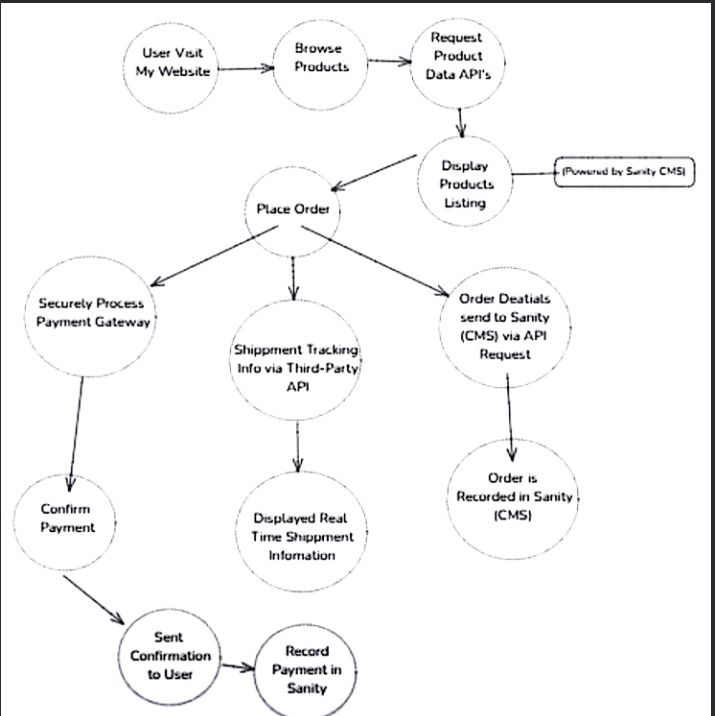 User Visit
My Website
Browse
Products
Request
Product
Data API's
Display
Products
Listing
(Powered by Sanity CMS)
Place Order
Securely Process
Payment Gateway
Shippment Tracking
Info via Third-Party
API
Order Deatials
send to Sanity
(CMS) via API
Request
Confirm
Payment
Displayed Real
Time Shippment
Infomation
Order is
Recorded in Sanity
(CMS)
Sent
Confirmation
to User
Record
Payment in
Sanity